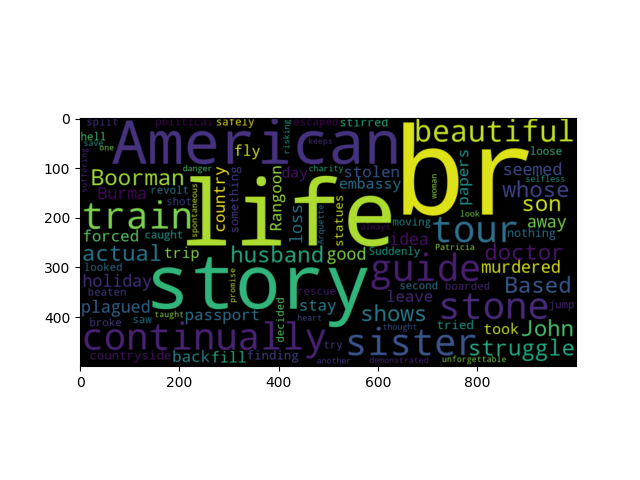 0
100
200
300
400
0 200 400 600 800
split political safely escaped stirred
hell American risking br beautiful
save one fly keeps loose
Boorman danger country something day charity stolen papers seemed selfless
Burma revolt spontaneous Rangoon embassy woman whose
short life loss Arquette statues look son
train always moving tour away
forced Suddenly idea Patricia nothing
actual trip husband good guide doctor
looked story murdered
holiday promise second boarded Based
beaten rescue leave stone jump
plagued taught passport stay shows
broke saw decided heart thought tried took John
continually try sister struggle
countryside back fill finding another demonstrated unforgettable